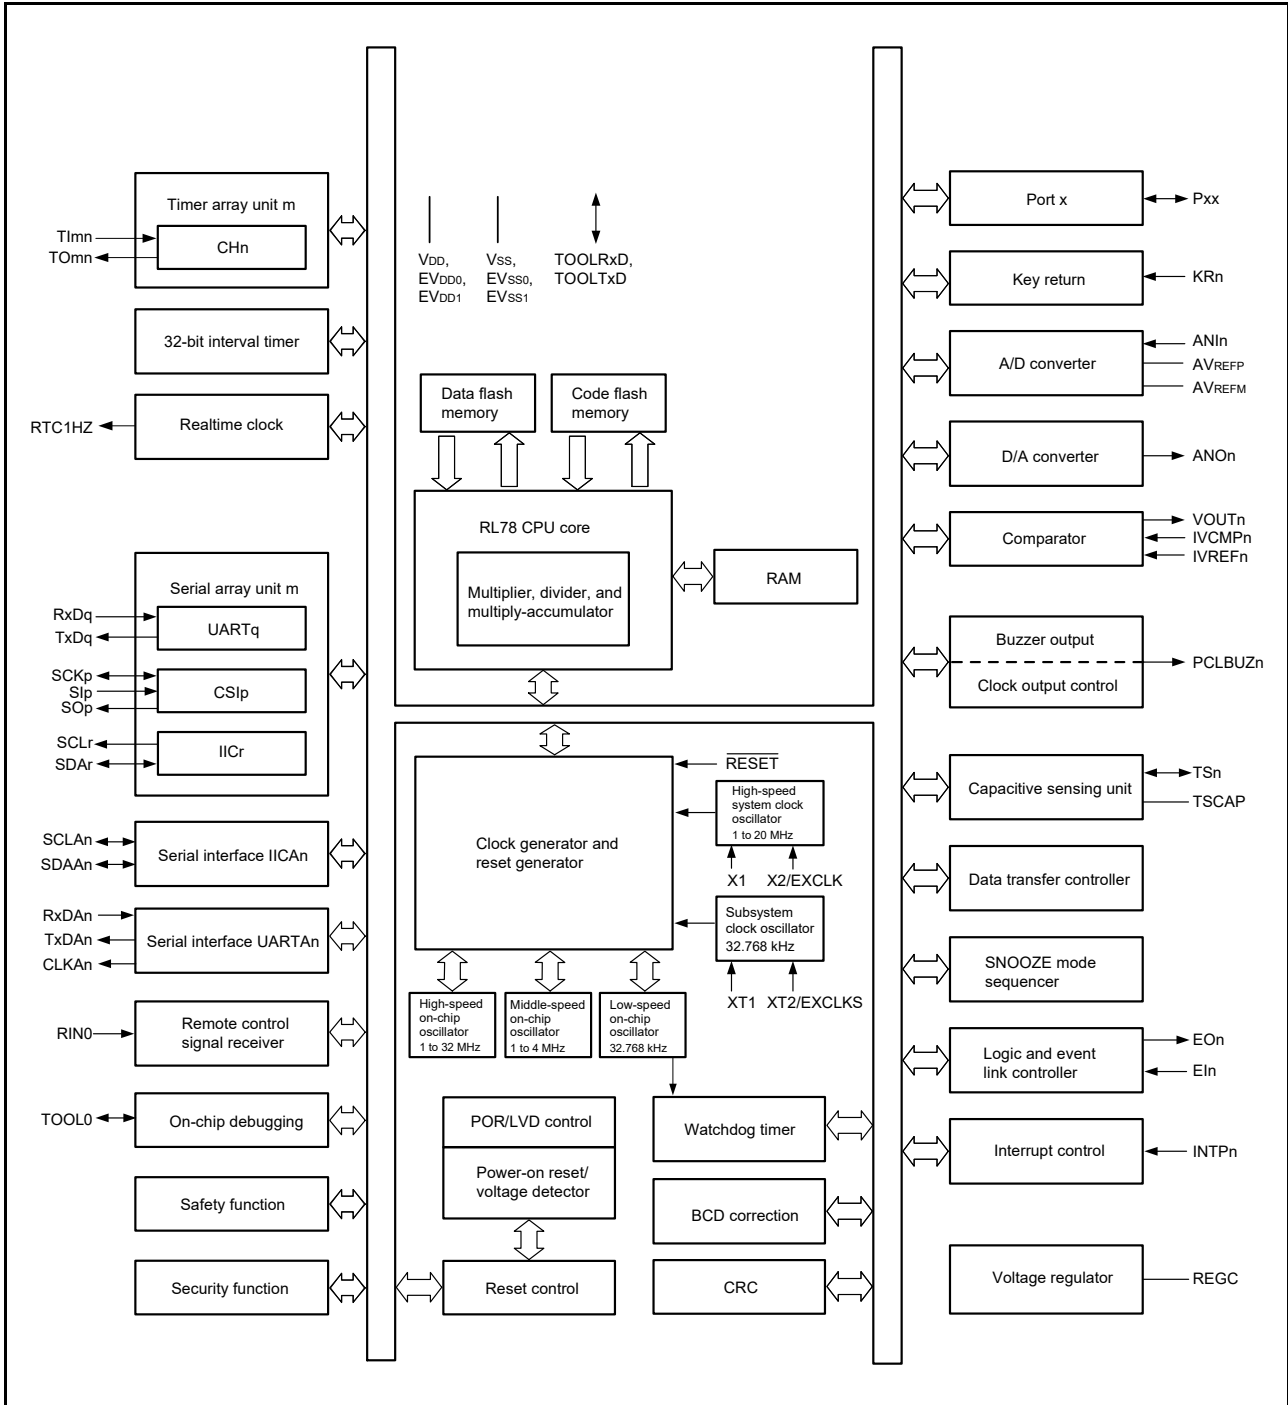 Timer array unit m
TImn
TOmn
CHn
32-bit interval timer
RTC1HZ
Realtime clock
Serial array unit m
RxDq
TxDq
UARTq
SCKp
SIp
SOp
CSIp
SCLr
SDAr
IICr
SCLAn
SDAAn
Serial interface IICAn
RxDAn
TxDAn
CLKAn
Serial interface UARTAn
RIN0
Remote control
signal receiver
TOOL0
On-chip debugging
Safety function
Security function
VDD,
EVDD0,
EVDD1
VSS,
EVSS0,
EVSS1
TOOLRxD,
TOOLTxD
Data flash
memory
Code flash
memory
RL78 CPU core
Multiplier, divider, and
multiply-accumulator
RAM
Clock generator and
reset generator
RESET
High-speed
system clock
oscillator
1 to 20 MHz
X1
X2/EXCLK
Subsystem
clock oscillator
32.768 kHz
XT1
XT2/EXCLKS
High-speed
on-chip
oscillator
1 to 32 MHz
Middle-speed
on-chip
oscillator
1 to 4 MHz
Low-speed
on-chip
oscillator
32.768 kHz
POR/LVD control
Power-on reset/
voltage detector
Reset control
Watchdog timer
BCD correction
CRC
Port x
Pxx
Key return
KRn
A/D converter
ANIn
AVREFP
AVREFM
D/A converter
ANOn
Comparator
VOUTn
IVCMPn
IVREFn
Buzzer output
Clock output control
PCLBUZn
Capacitive sensing unit
TSn
TSCAP
Data transfer controller
SNOOZE mode
sequencer
Logic and event
link controller
EOn
EIn
Interrupt control
INTPn
Voltage regulator
REGC